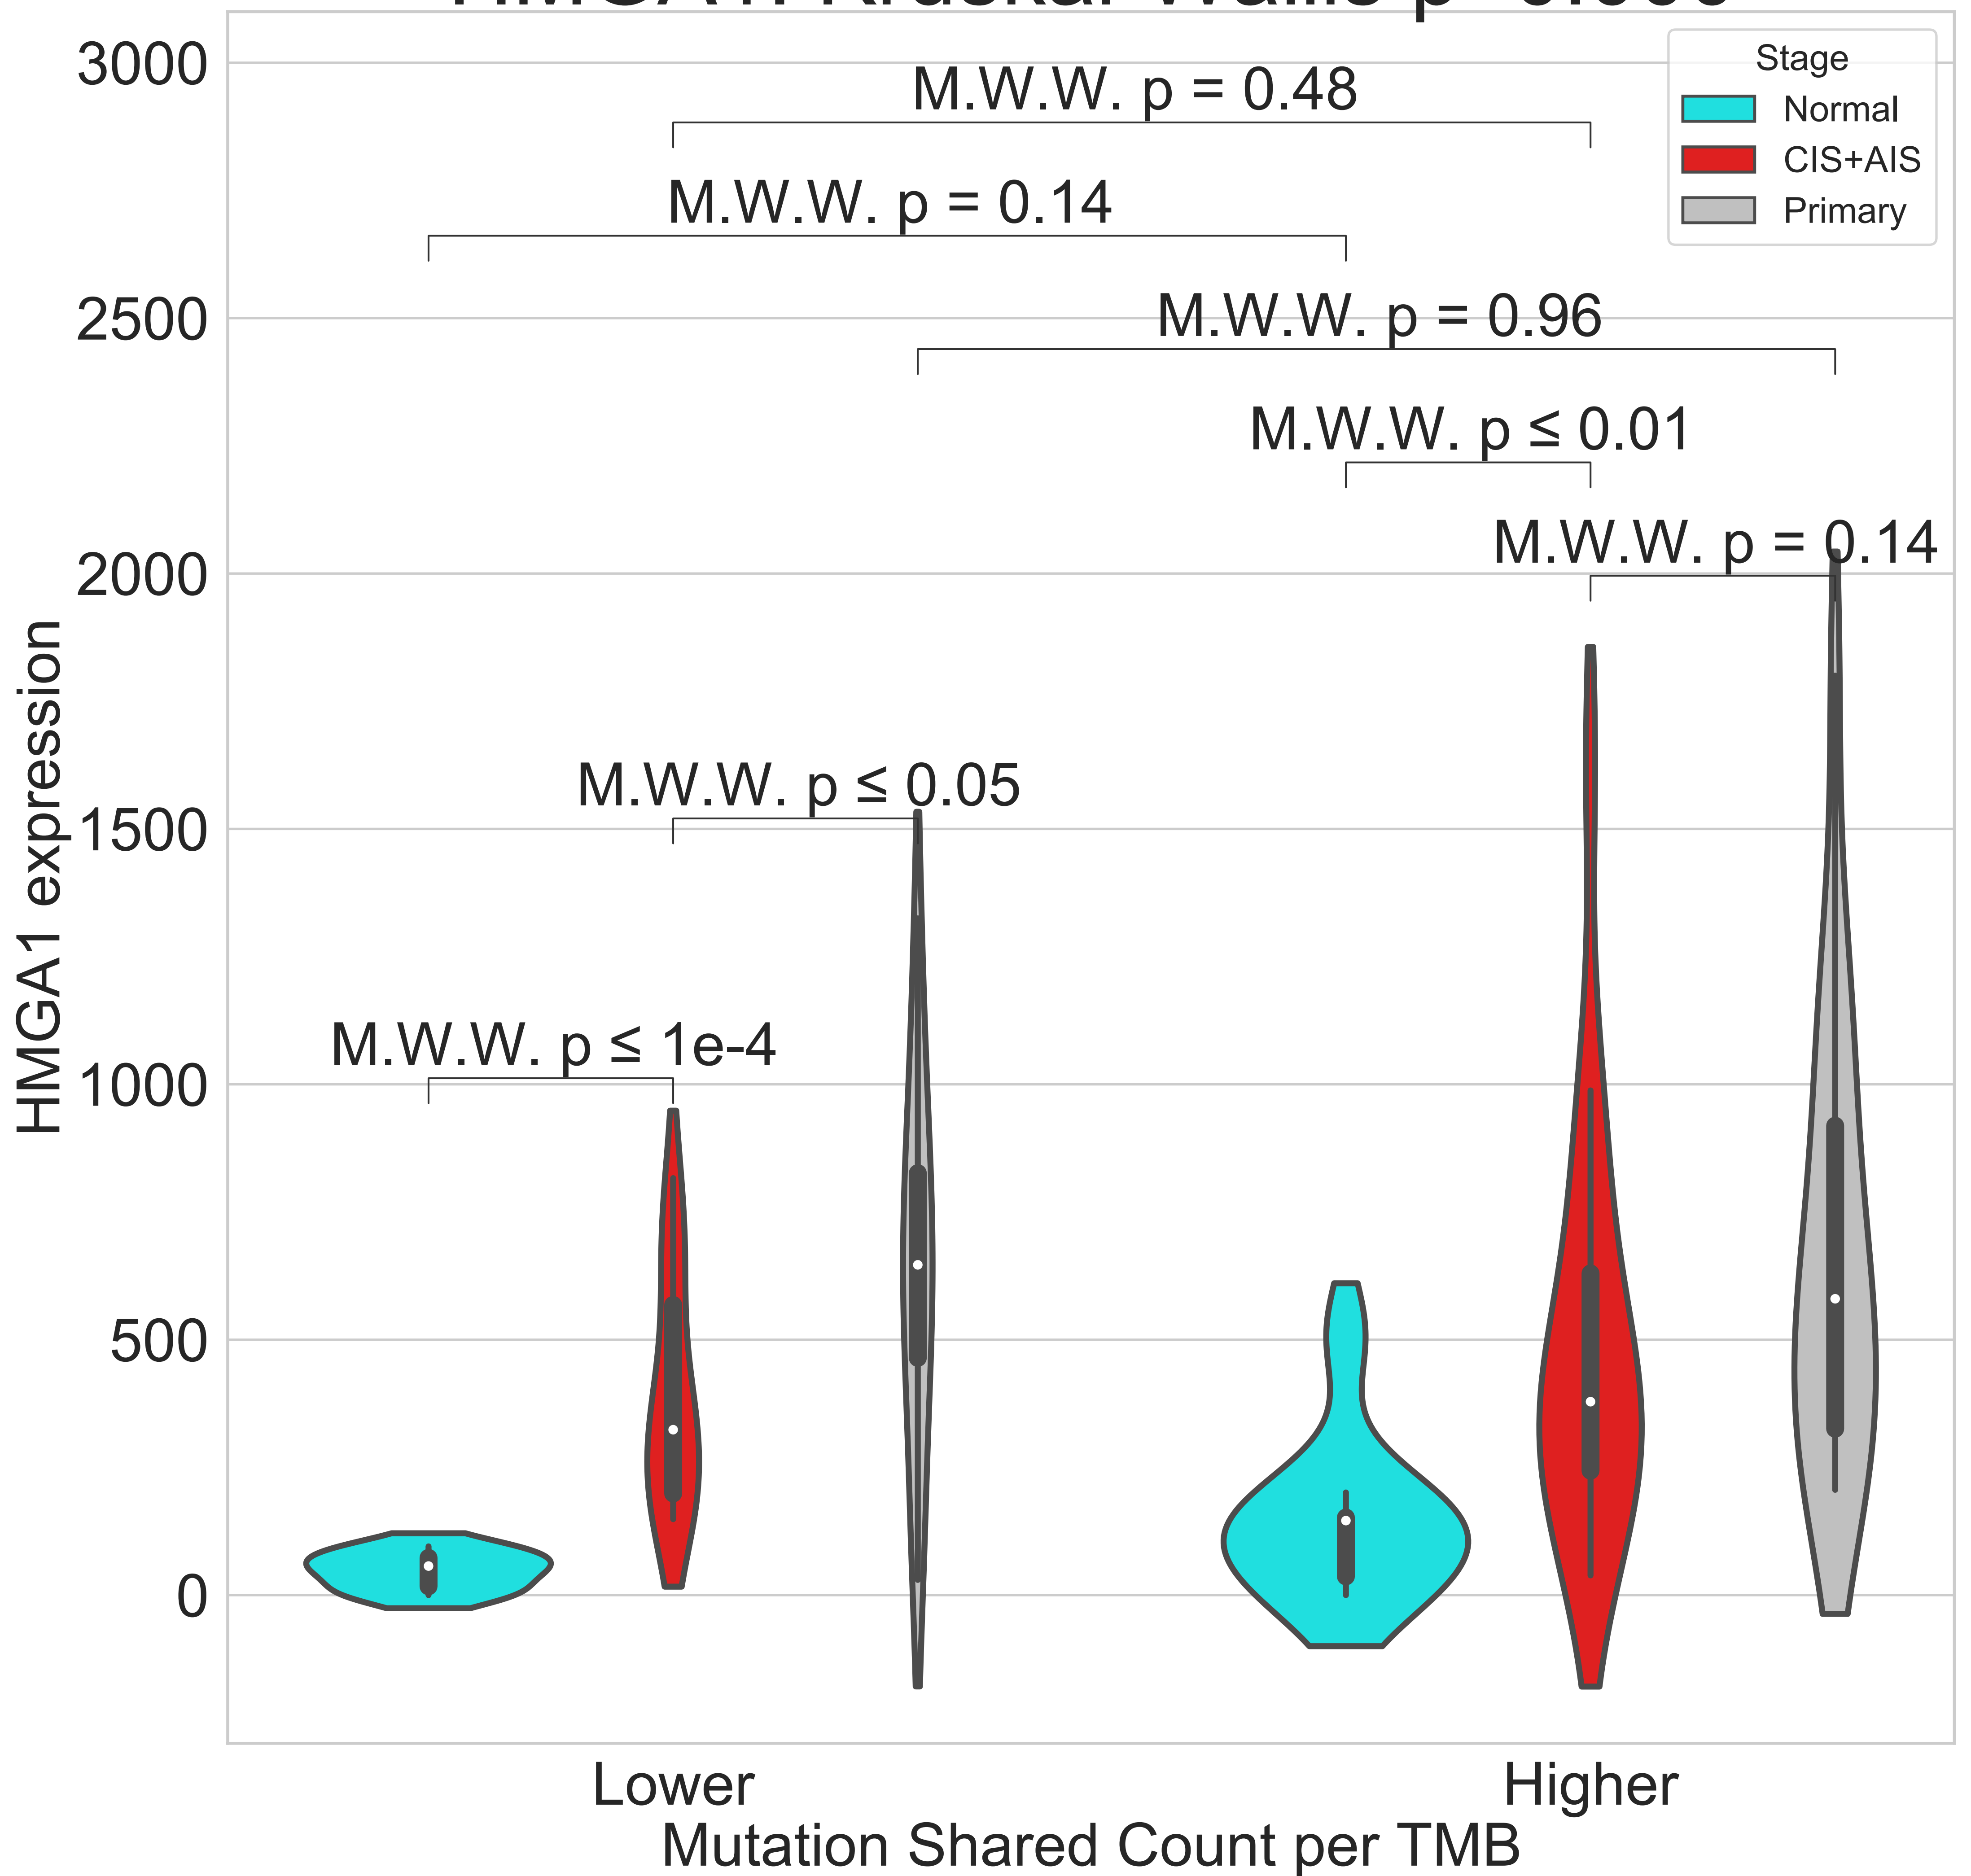 3000
2500
2000
1500
1000
500
0
HMGA1 expression
M.W.W. p = 0.48
M.W.W. p = 0.14
M.W.W. p = 0.96
M.W.W. p ≤ 0.01
M.W.W. p = 0.14
M.W.W. p ≤ 0.05
M.W.W. p ≤ 1e-4
Stage
Normal
CIS+AIS
Primary
Lower
Higher
Mutation Shared Count per TMB